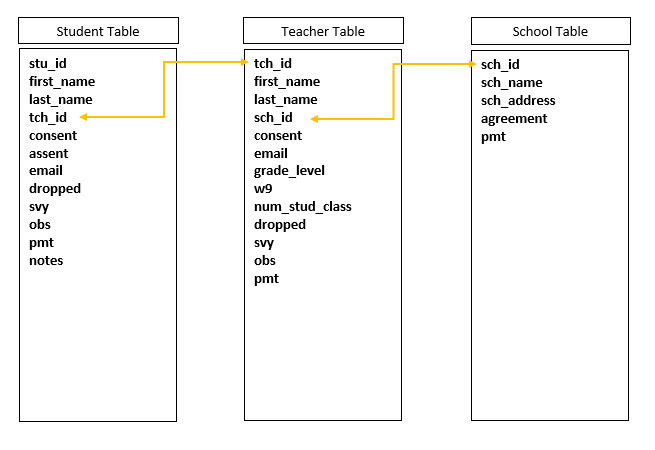 Student Table
stu_id
first_name
last_name
tch_id
consent
assent
email
dropped
svy
obs
pmt
notes
Teacher Table
tch_id
first_name
last_name
sch_id
consent
email
grade_level
w9
num_stud_class
dropped
svy
obs
pmt
School Table
sch_id
sch_name
sch_address
agreement
pmt